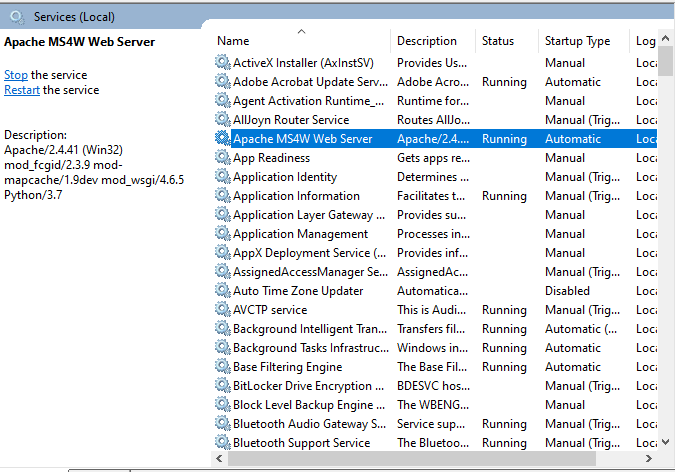 Services (Local)
Apache MS4W Web Server
Stop the service
Restart the service
Description:
Apache/2.4.41 (Win32)
mod_fcgid/2.3.9 mod-
mapcache/1.9dev mod_wsgi/4.6.5
Python/3.7
Name Description Status Startup Type Log
ActiveX Installer (AxInstSV) Provides Us... Manual Loca
Adobe Acrobat Update Serv... Adobe Acro... Running Automatic Loca
Agent Activation Runtime_... Runtime for... Manual Loca
AllJoyn Router Service Routes AllJo... Manual (Trig... Loca
Apache MS4W Web Server Apache/2.4.... Running Automatic Loca
App Readiness Gets apps re... Manual Loca
Application Identity Determines ... Manual (Trig... Loca
Application Information Facilitates t... Running Manual (Trig... Loca
Application Layer Gateway ... Provides su... Manual Loca
Application Management Processes in... Manual Loca
AppX Deployment Service (... Provides inf... Manual Loca
AssignedAccessManager Se... AssignedAc... Manual (Trig... Loca
Auto Time Zone Updater Automatica... Disabled Loca
AVCTP service This is Audi... Running Manual (Trig... Loca
Background Intelligent Tran... Transfers fil... Running Automatic (... Loca
Background Tasks Infrastruc... Windows in... Running Automatic Loca
Base Filtering Engine The Base Fil... Running Automatic Loca
BitLocker Drive Encryption ... BDESVC hos... Manual (Trig... Loca
Block Level Backup Engine ... The WBENG... Manual Loca
Bluetooth Audio Gateway S... Service sup... Running Manual (Trig... Loca
Bluetooth Support Service The Bluetoo... Running Manual (Trig... Loca